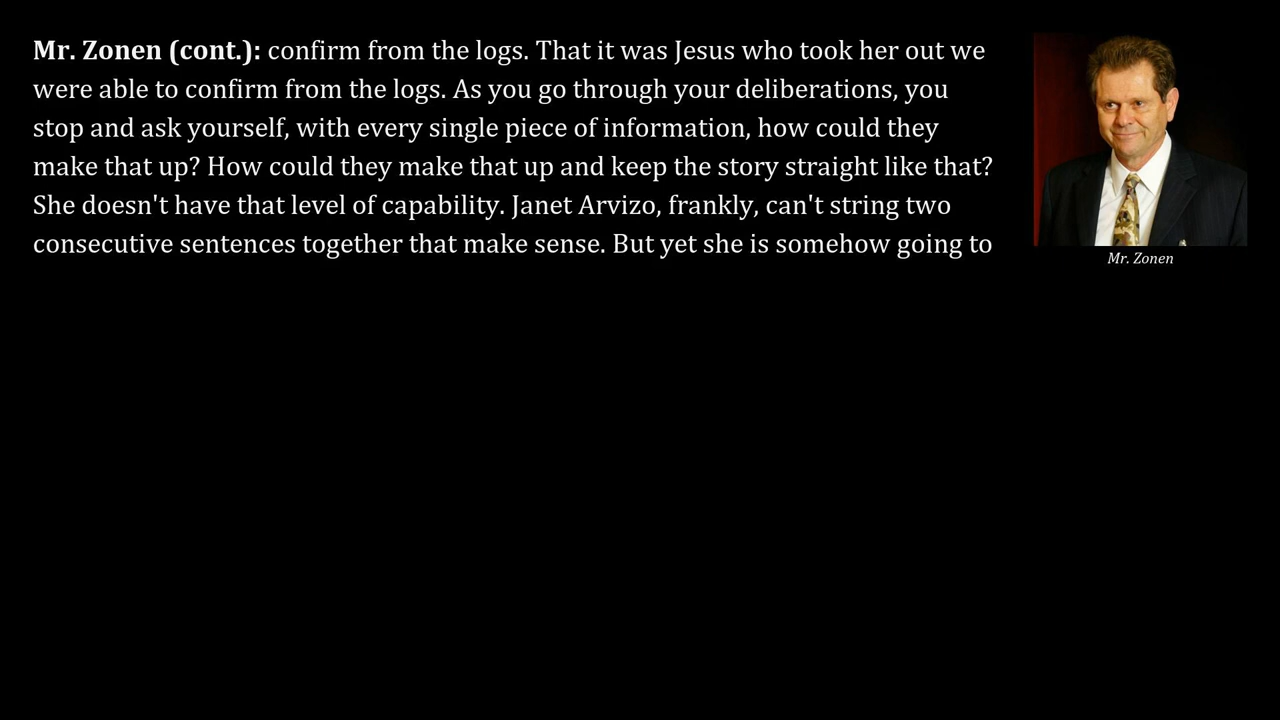 Mr. Zonen (cont.): confirm from the logs. That it was Jesus who took her out we
were able to confirm from the logs. As you go through your deliberations, you
stop and ask yourself, with every single piece of information, how could they
make that up? How could they make that up and keep the story straight like that?
She doesn't have that level of capability. Janet Arvizo, frankly, can't string two
consecutive sentences together that make sense. But yet she is somehow going to
Mr. Zonen